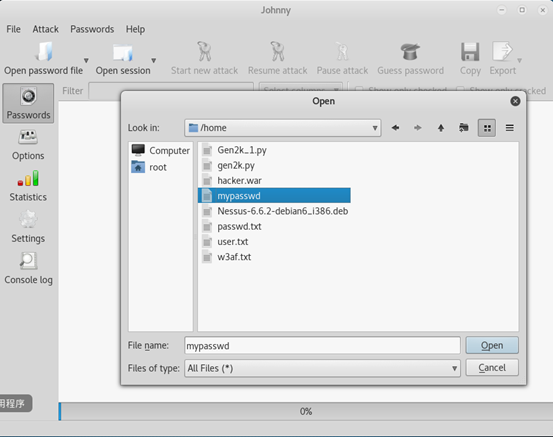 Johnny
File Attack Passwords Help
Open password file Open session Start new attack Resume attack Pause attack Guess password Copy Export
Passwords
Filter
Open
Look in: /home
Computer
root
Gen2k_1.py
gen2k.py
hacker.war
mypasswd
Nessus-6.6.2-debian6_i386.deb
passwd.txt
user.txt
w3af.txt
Options
Statistics
Settings
Console log
File name: mypasswd Open
Files of type: All Files (*) Cancel
用程序
0%